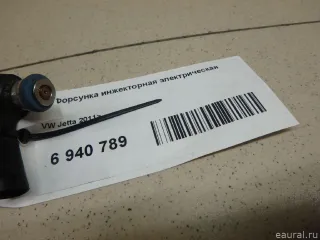 Форсунка инжекторная электрическая
VW Jetta 2011>
6 940 789
eaural.ru